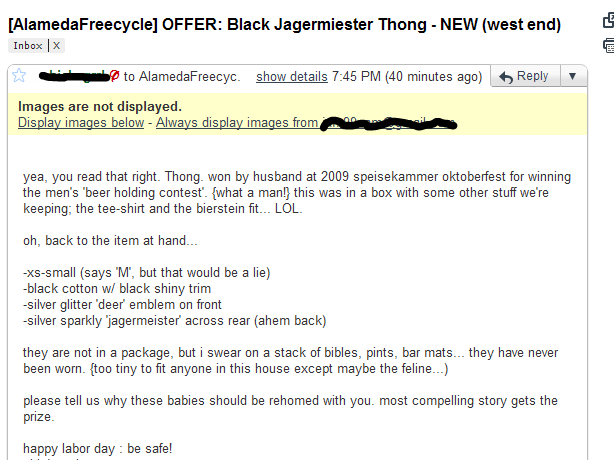 [AlamedaFreecycle] OFFER: Black Jagermiester Thong - NEW (west end)
Inbox X
to AlamedaFreecyc. show details 7:45 PM (40 minutes ago) Reply
Images are not displayed.
Display images below - Always display images from
yea, you read that right. Thong. won by husband at 2009 speisekammer oktoberfest for winning
the men's 'beer holding contest'. {what a man!} this was in a box with some other stuff we're
keeping; the tee-shirt and the bierstein fit... LOL.
oh, back to the item at hand...
-xs-small (says 'M', but that would be a lie)
-black cotton w/ black shiny trim
-silver glitter 'deer' emblem on front
-silver sparkly 'jagermeister' across rear (ahem back)
they are not in a package, but i swear on a stack of bibles, pints, bar mats... they have never
been worn. {too tiny to fit anyone in this house except maybe the feline...)
please tell us why these babies should be rehomed with you. most compelling story gets the
prize.
happy labor day : be safe!